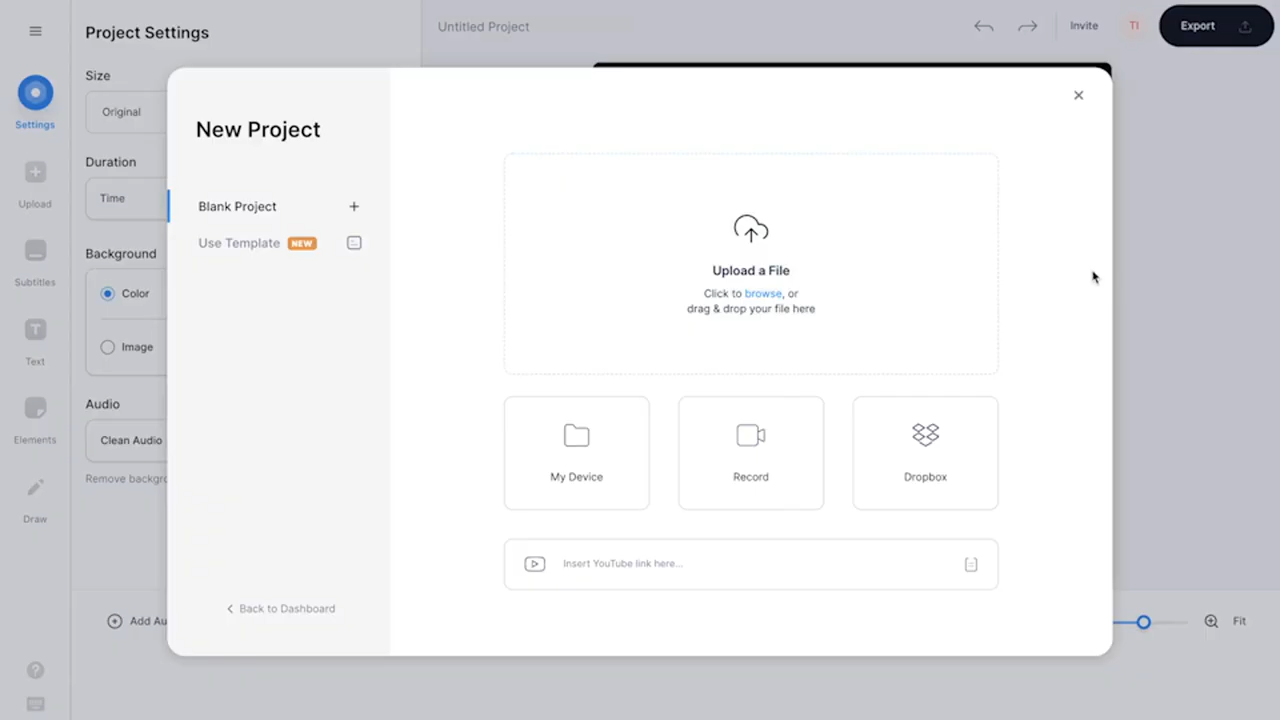 Project Settings
Untitled Project
Invite
TI
Export
Size
Original
Settings
Duration
Time
Upload
Background
Color
Subtitles
Image
Text
Audio
Clean Audio
Elements
Remove backgro
Draw
Add Au
Fit
New Project
Blank Project
Use Template NEW
Back to Dashboard
Upload a File
Click to browse, or
drag & drop your file here
My Device
Record
Dropbox
Insert YouTube link here...